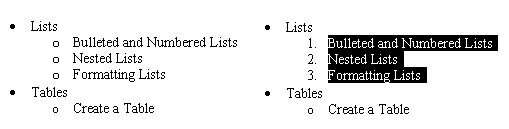 • Lists
o Bulleted and Numbered Lists
o Nested Lists
o Formatting Lists
• Tables
o Create a Table
• Lists
1. Bulleted and Numbered Lists
2. Nested Lists
3. Formatting Lists
• Tables
o Create a Table